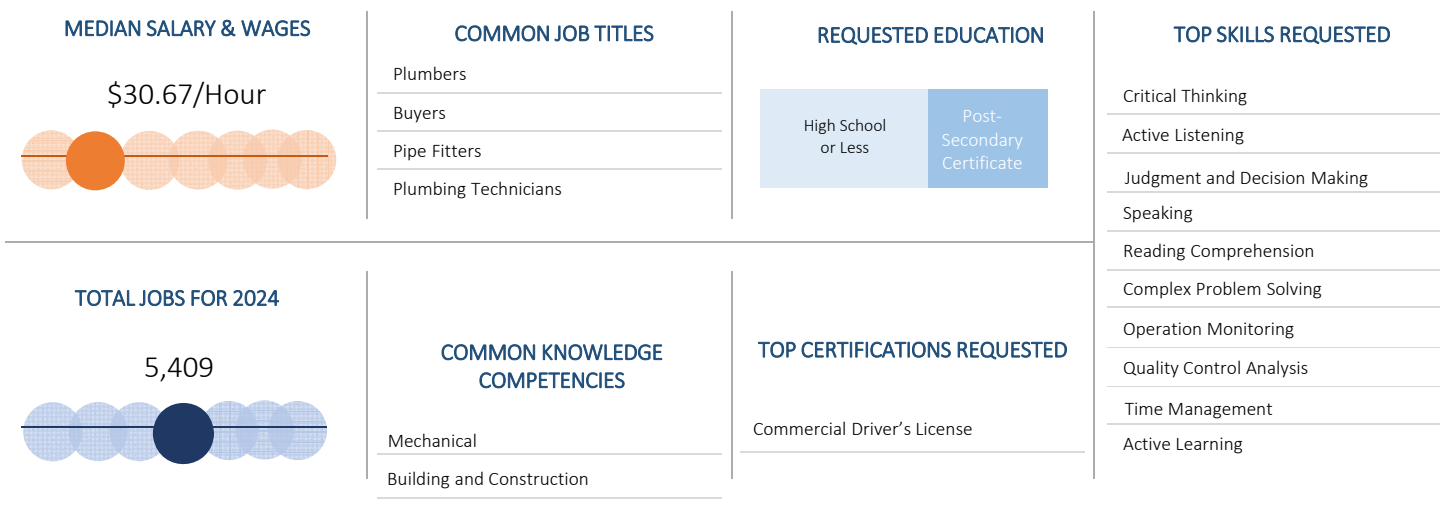 MEDIAN SALARY & WAGES
$30.67/Hour
COMMON JOB TITLES
Plumbers
Buyers
Pipe Fitters
Plumbing Technicians
REQUESTED EDUCATION
High School
or Less
Post-
Secondary
Certificate
TOP SKILLS REQUESTED
Critical Thinking
Active Listening
Judgment and Decision Making
Speaking
Reading Comprehension
Complex Problem Solving
Operation Monitoring
Quality Control Analysis
Time Management
Active Learning
TOTAL JOBS FOR 2024
5,409
COMMON KNOWLEDGE
COMPETENCIES
Mechanical
Building and Construction
TOP CERTIFICATIONS REQUESTED
Commercial Driver’s License